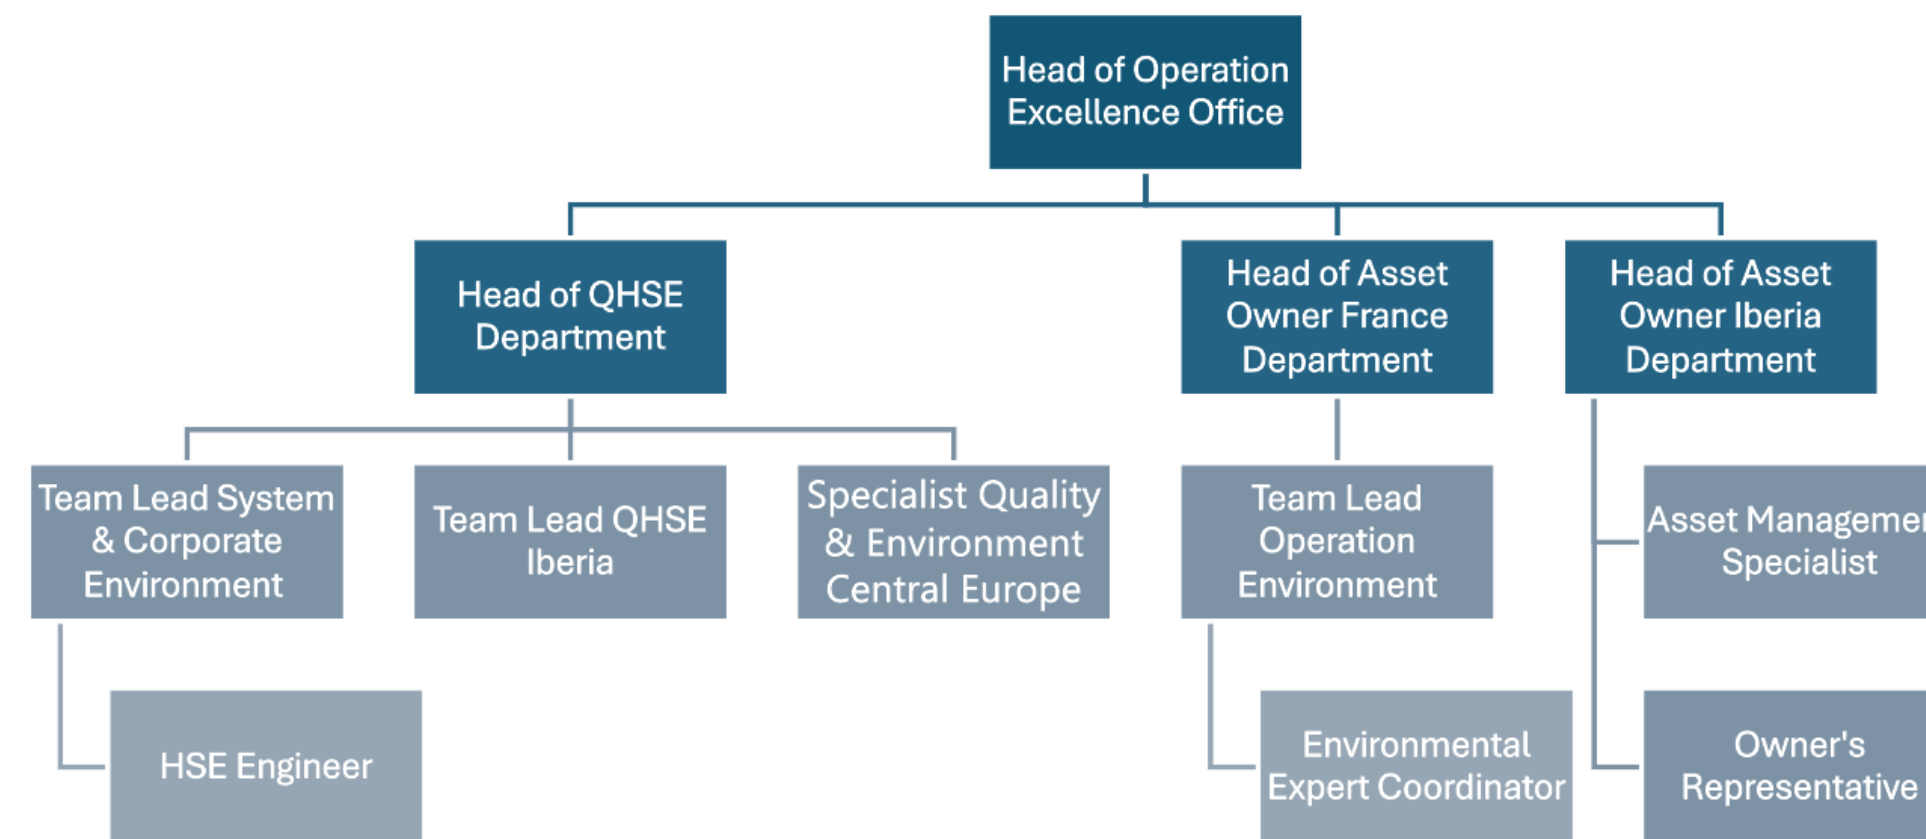 Head of Operation
Excellence Office
Head of QHSE
Department
Head of Asset
Owner France
Department
Head of Asset
Owner Iberia
Department
Team Lead System
& Corporate
Environment
Team Lead QHSE
Iberia
Specialist Quality
& Environment
Central Europe
Team Lead
Operation
Environment
Asset Managemen
Specialist
HSE Engineer
Environmental
Expert Coordinator
Owner's
Representative